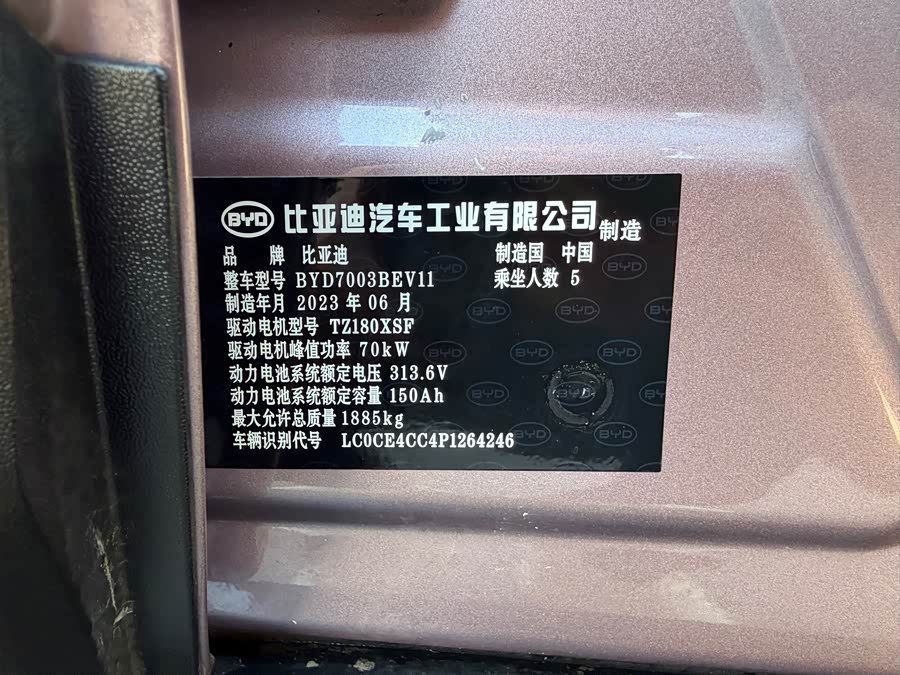 BYD 比亚迪汽车工业有限公司制造
品 牌 比亚迪 制造国 中国
整车型号 BYD7003BEV11 乘坐人数 5
制造年月 2023 年 06 月
驱动电机型号 TZ180XSF
驱动电机峰值功率 70kW
动力电池系统额定电压 313.6V
动力电池系统额定容量 150Ah
最大允许总质量 1885kg
车辆识别代号 LC0CE4CC4P1264246